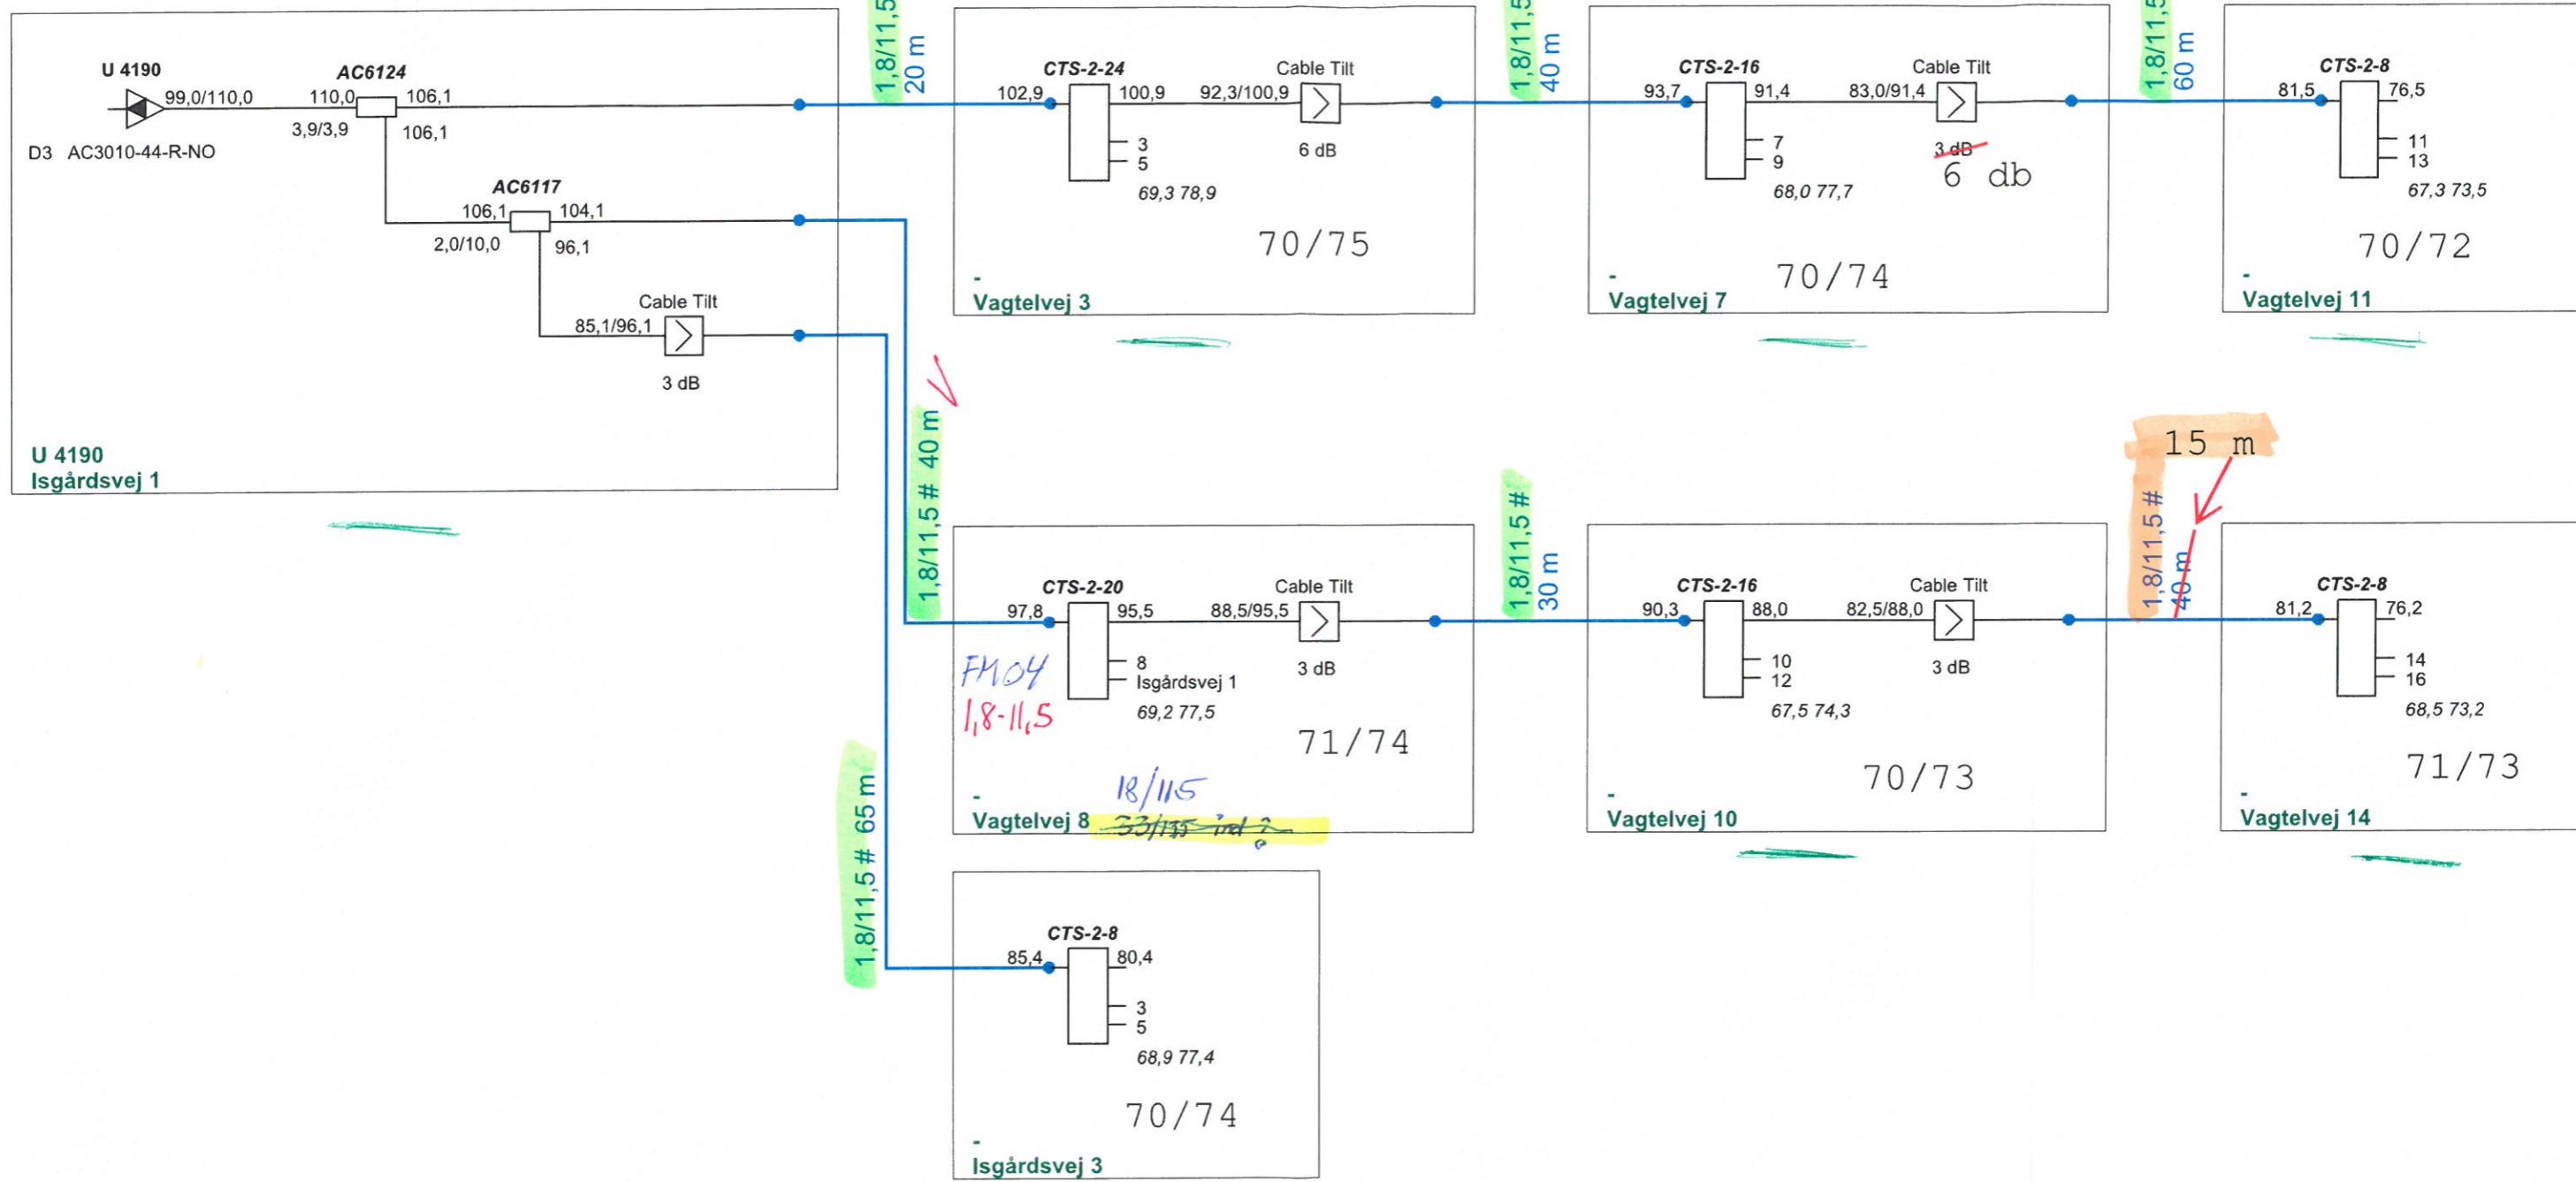 U 4190
99,0/110,0
D3 AC3010-44-R-NO
AC6124
110,0
106,1
3,9/3,9
106,1
AC6117
106,1
104,1
2,0/10,0
96,1
Cable Tilt
85,1/96,1
3 dB
U 4190
Isgårdsvej 1
1,8/11,5
20 m
CTS-2-24
102,9
100,9
3
5
69,3 78,9
Cable Tilt
92,3/100,9
6 dB
70/75
-
Vagtelvej 3
1,8/11,5
40 m
CTS-2-16
93,7
91,4
7
9
68,0 77,7
Cable Tilt
83,0/91,4
3 dB
6 db
70/74
-
Vagtelvej 7
1,8/11,5
60 m
CTS-2-8
81,5
76,5
11
13
67,3 73,5
70/72
-
Vagtelvej 11
1,8/11,5 # 40 m
CTS-2-20
97,8
95,5
8
Isgårdsvej 1
69,2 77,5
FM04
1,8-11,5
Cable Tilt
88,5/95,5
3 dB
71/74
18/115
-
Vagtelvej 8
1,8/11,5 #
30 m
CTS-2-16
90,3
88,0
10
12
67,5 74,3
Cable Tilt
82,5/88,0
3 dB
70/73
-
Vagtelvej 10
15 m
1,8/11,5 #
40 m
CTS-2-8
81,2
76,2
14
16
68,5 73,2
71/73
-
Vagtelvej 14
1,8/11,5 # 65 m
CTS-2-8
85,4
80,4
3
5
68,9 77,4
70/74
-
Isgårdsvej 3